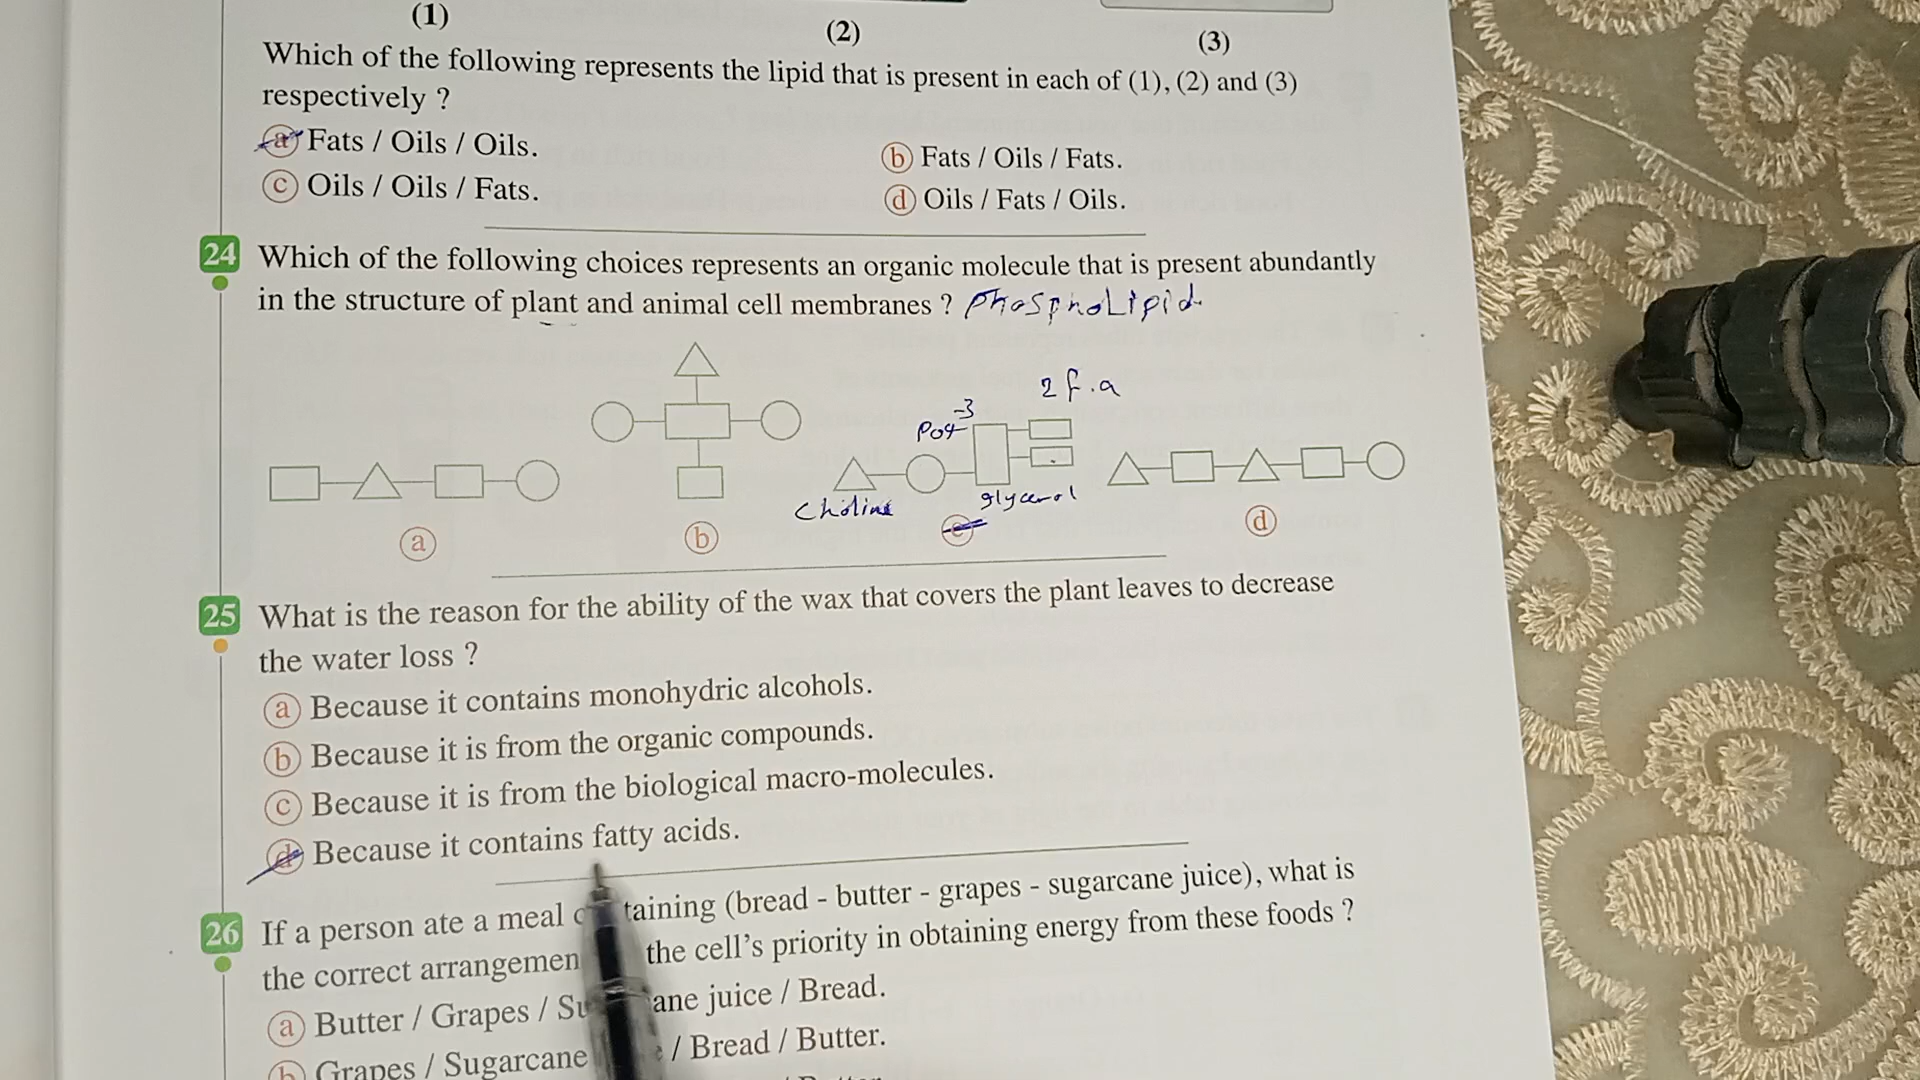 (1)
(2)
(3)
Which of the following represents the lipid that is present in each of (1), (2) and (3)
respectively ?
a Fats / Oils / Oils.
b Fats / Oils / Fats.
c Oils / Oils / Fats.
d Oils / Fats / Oils.
24 Which of the following choices represents an organic molecule that is present abundantly
in the structure of plant and animal cell membranes ? PhosphoLipid
2 f.a
PO4 -3
Choline
glycerol
a
b
c
d
25 What is the reason for the ability of the wax that covers the plant leaves to decrease
the water loss ?
a Because it contains monohydric alcohols.
b Because it is from the organic compounds.
c Because it is from the biological macro-molecules.
d Because it contains fatty acids.
26 If a person ate a meal taining (bread - butter - grapes - sugarcane juice), what is
the correct arrangemen the cell's priority in obtaining energy from these foods ?
a Butter / Grapes / Su ane juice / Bread.
b Grapes / Sugarcane / Bread / Butter.